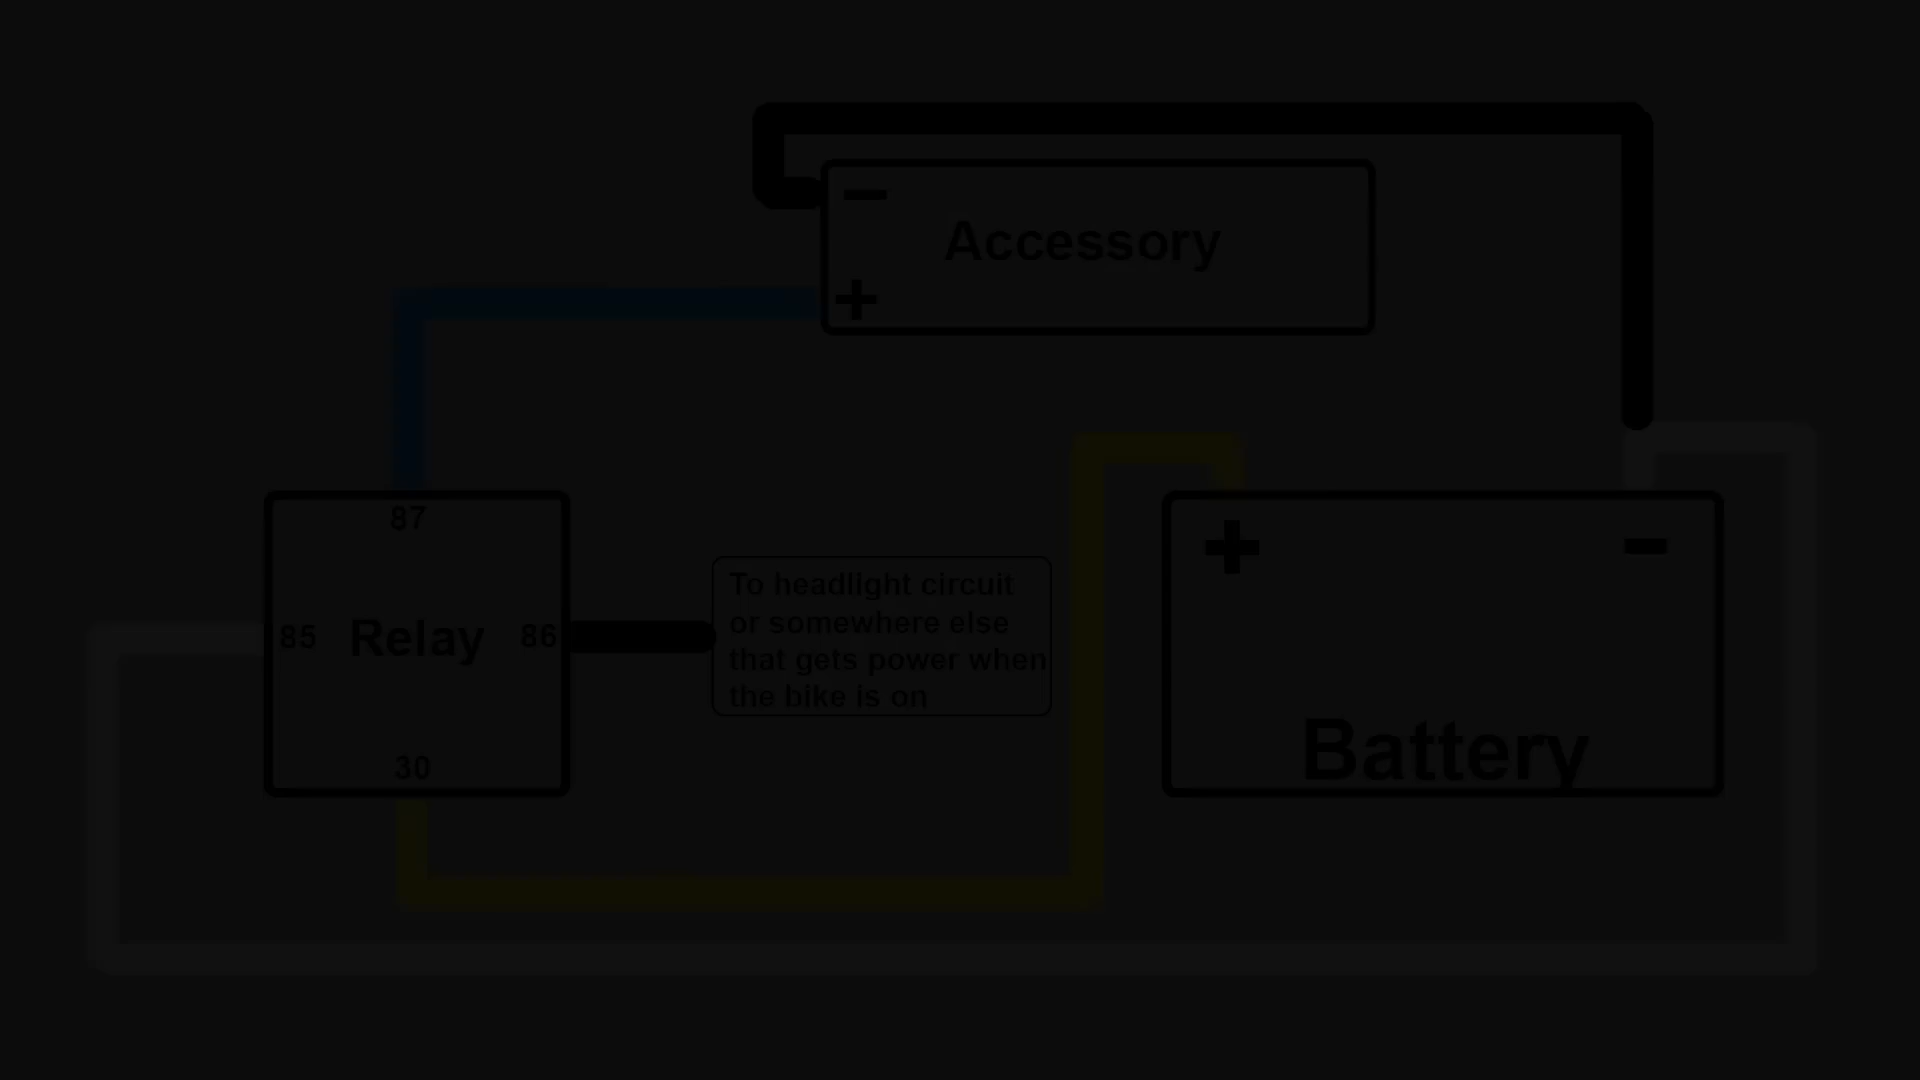 −
Accessory
+
87
85 Relay 86
30
To headlight circuit
or somewhere else
that gets power when
the bike is on
+ −
Battery